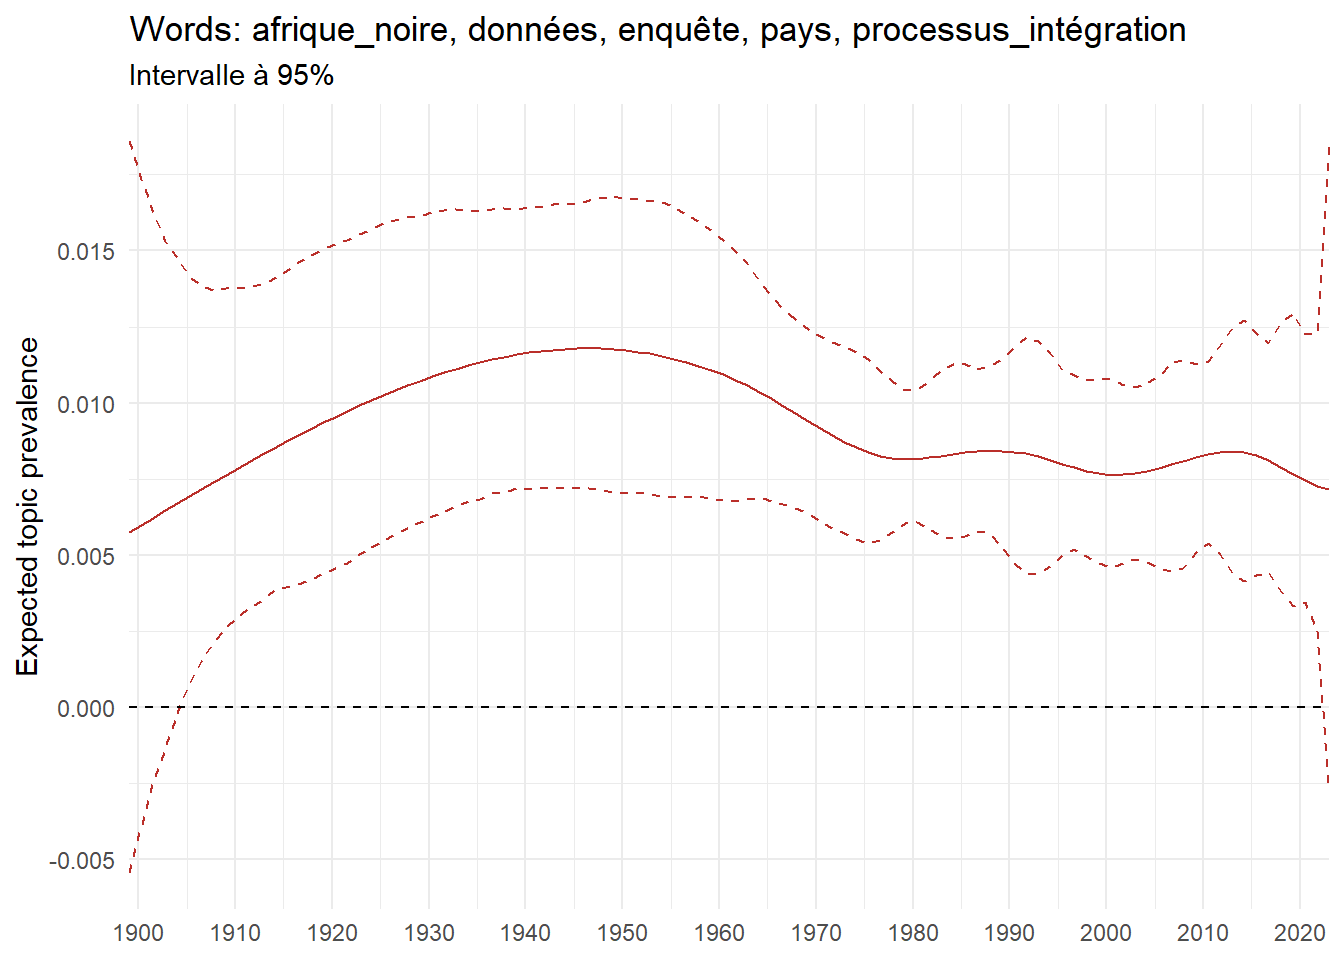 Words: afrique_noire, données, enquête, pays, processus_intégration
Intervalle à 95%
Expected topic prevalence
0.015
0.010
0.005
0.000
-0.005
1900 1910 1920 1930 1940 1950 1960 1970 1980 1990 2000 2010 2020